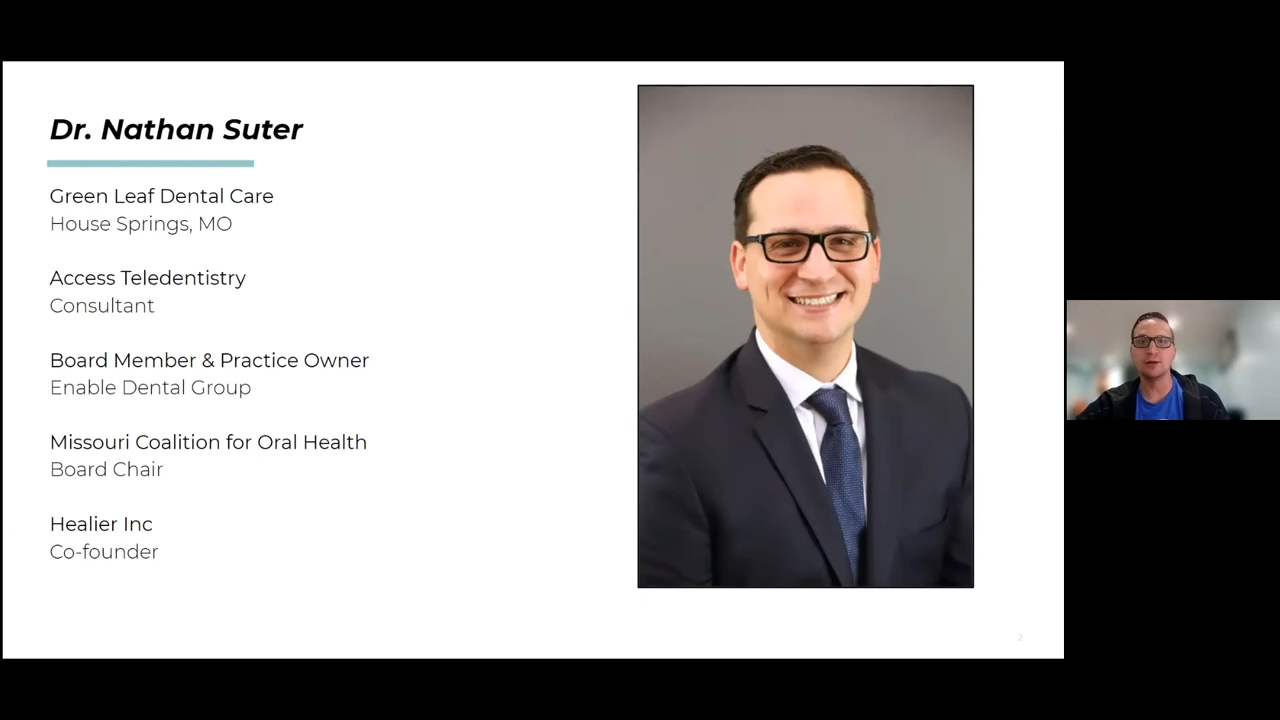 Dr. Nathan Suter
Green Leaf Dental Care
House Springs, MO
Access Teledentistry
Consultant
Board Member & Practice Owner
Enable Dental Group
Missouri Coalition for Oral Health
Board Chair
Healier Inc
Co-founder
2